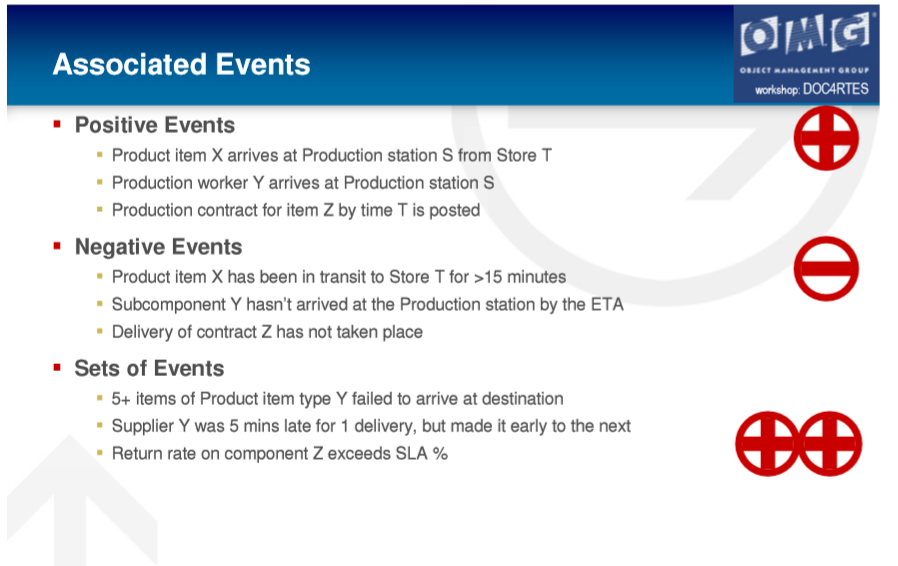 Associated Events
OMG
OBJECT MANAGEMENT GROUP
workshop: DOC4RTES
Positive Events
Product item X arrives at Production station S from Store T
Production worker Y arrives at Production station S
Production contract for item Z by time T is posted
Negative Events
Product item X has been in transit to Store T for >15 minutes
Subcomponent Y hasn't arrived at the Production station by the ETA
Delivery of contract Z has not taken place
Sets of Events
5+ items of Product item type Y failed to arrive at destination
Supplier Y was 5 mins late for 1 delivery, but made it early to the next
Return rate on component Z exceeds SLA %